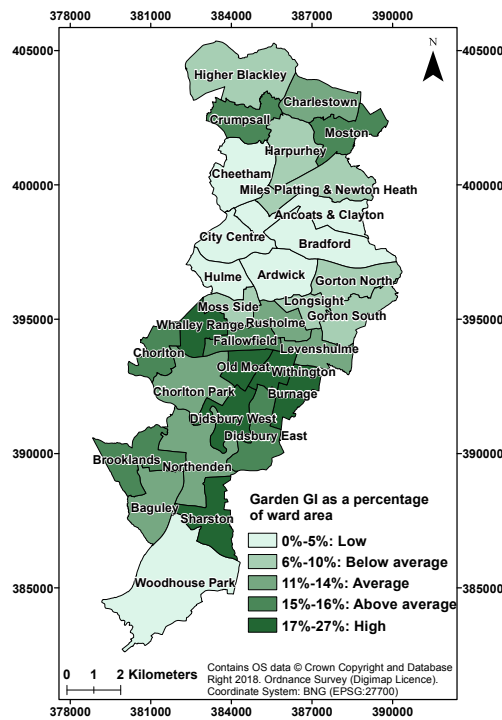 378000 381000 384000 387000 390000
405000 405000
N
Higher Blackley
Charlestown
Crumpsall
Moston
Harpurhey
Cheetham
400000 400000
Miles Platting & Newton Heath
Ancoats & Clayton
City Centre
Bradford
Hulme
Ardwick
Gorton North
Longsight
Moss Side
Gorton South
395000 395000
Whalley Range
Rusholme
Fallowfield
Levenshulme
Chorlton
Old Moat
Withington
Chorlton Park
Burnage
Didsbury West
Didsbury East
390000 390000
Brooklands
Northenden
Baguley
Sharston
Woodhouse Park
385000 385000
Garden GI as a percentage
of ward area
0%-5%: Low
6%-10%: Below average
11%-14%: Average
15%-16%: Above average
17%-27%: High
0 1 2 Kilometers
Contains OS data © Crown Copyright and Database
Right 2018. Ordnance Survey (Digimap Licence).
Coordinate System: BNG (EPSG:27700)
378000 381000 384000 387000 390000